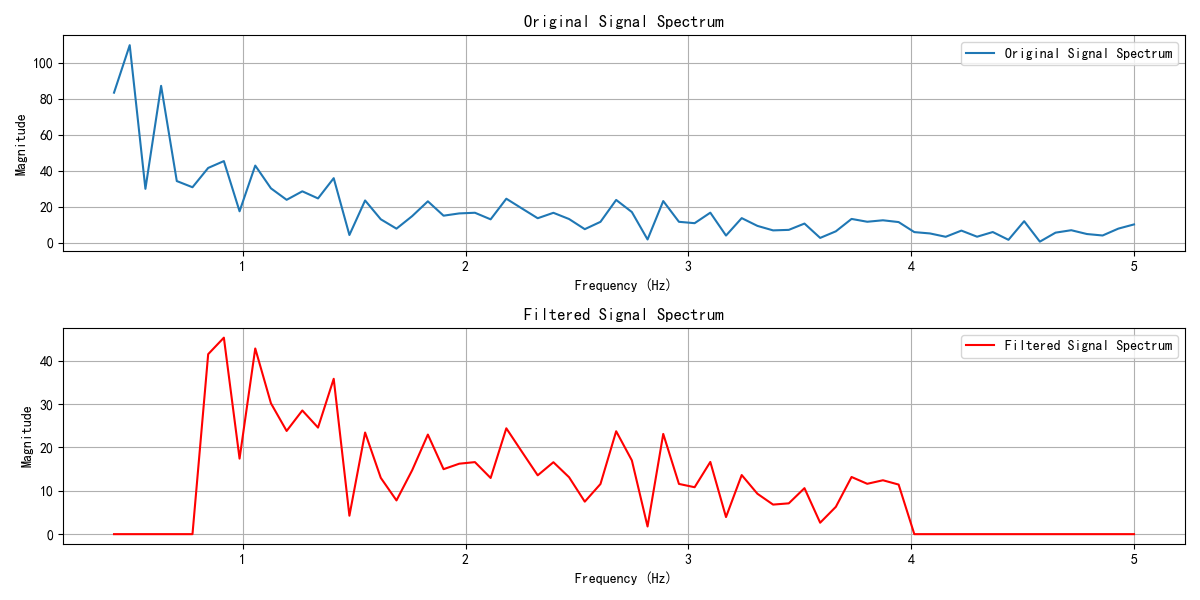 Original Signal Spectrum
Original Signal Spectrum
Magnitude
100
80
60
40
20
0
1 2 3 4 5
Frequency (Hz)
Filtered Signal Spectrum
Filtered Signal Spectrum
Magnitude
40
30
20
10
0
1 2 3 4 5
Frequency (Hz)